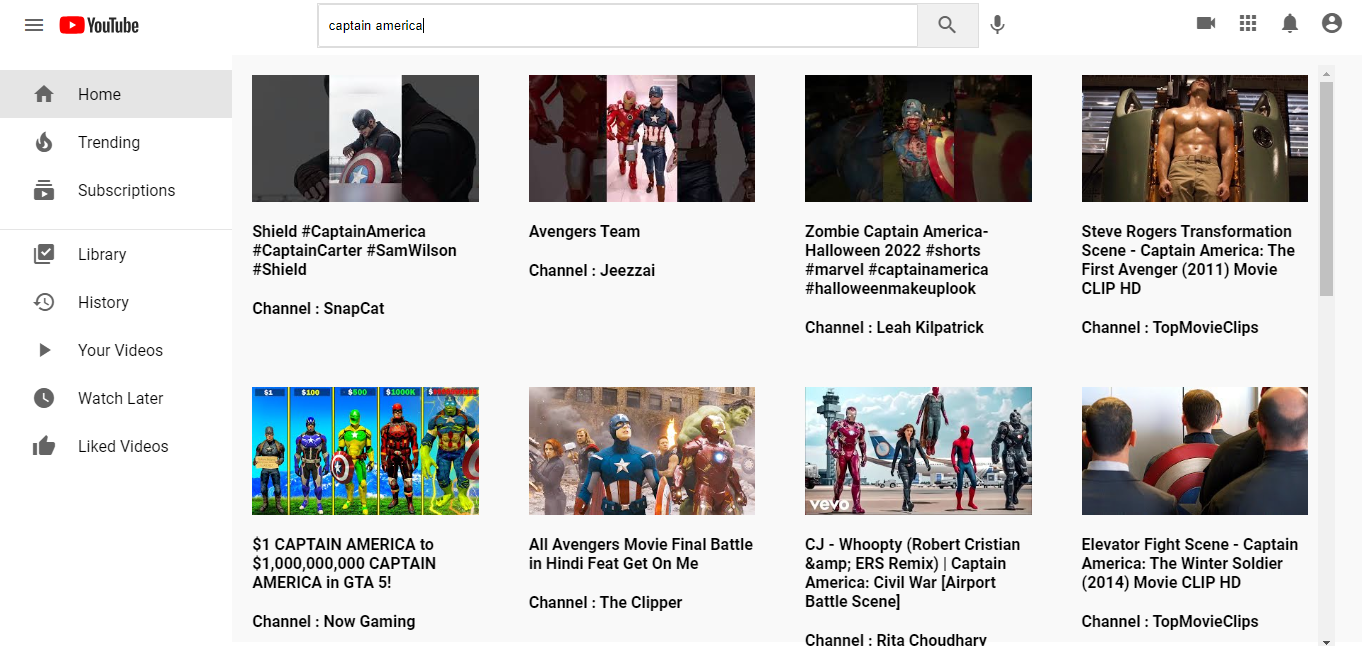 YouTube
captain america
Home
Trending
Subscriptions
Library
History
Your Videos
Watch Later
Liked Videos
Shield #CaptainAmerica
#CaptainCarter #SamWilson
#Shield
Channel : SnapCat
Avengers Team
Channel : Jeezzai
Zombie Captain America-
Halloween 2022 #shorts
#marvel #captainamerica
#halloweenmakeuplook
Channel : Leah Kilpatrick
Steve Rogers Transformation
Scene - Captain America: The
First Avenger (2011) Movie
CLIP HD
Channel : TopMovieClips
$1 $100 $500 $1000K
$1 CAPTAIN AMERICA to
$1,000,000,000 CAPTAIN
AMERICA in GTA 5!
Channel : Now Gaming
All Avengers Movie Final Battle
in Hindi Feat Get On Me
Channel : The Clipper
vevo
CJ - Whoopty (Robert Cristian
&amp; ERS Remix) | Captain
America: Civil War [Airport
Battle Scene]
Channel : Rita Choudhary
Elevator Fight Scene - Captain
America: The Winter Soldier
(2014) Movie CLIP HD
Channel : TopMovieClips